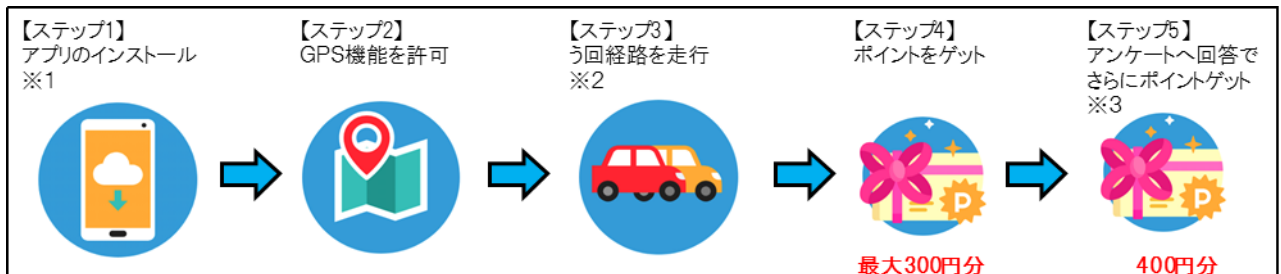 【ステップ1】
アプリのインストール
※1
【ステップ2】
GPS機能を許可
【ステップ3】
う回経路を走行
※2
【ステップ4】
ポイントをゲット
P
最大300円分
【ステップ5】
アンケートへ回答で
さらにポイントゲット
※3
P
400円分